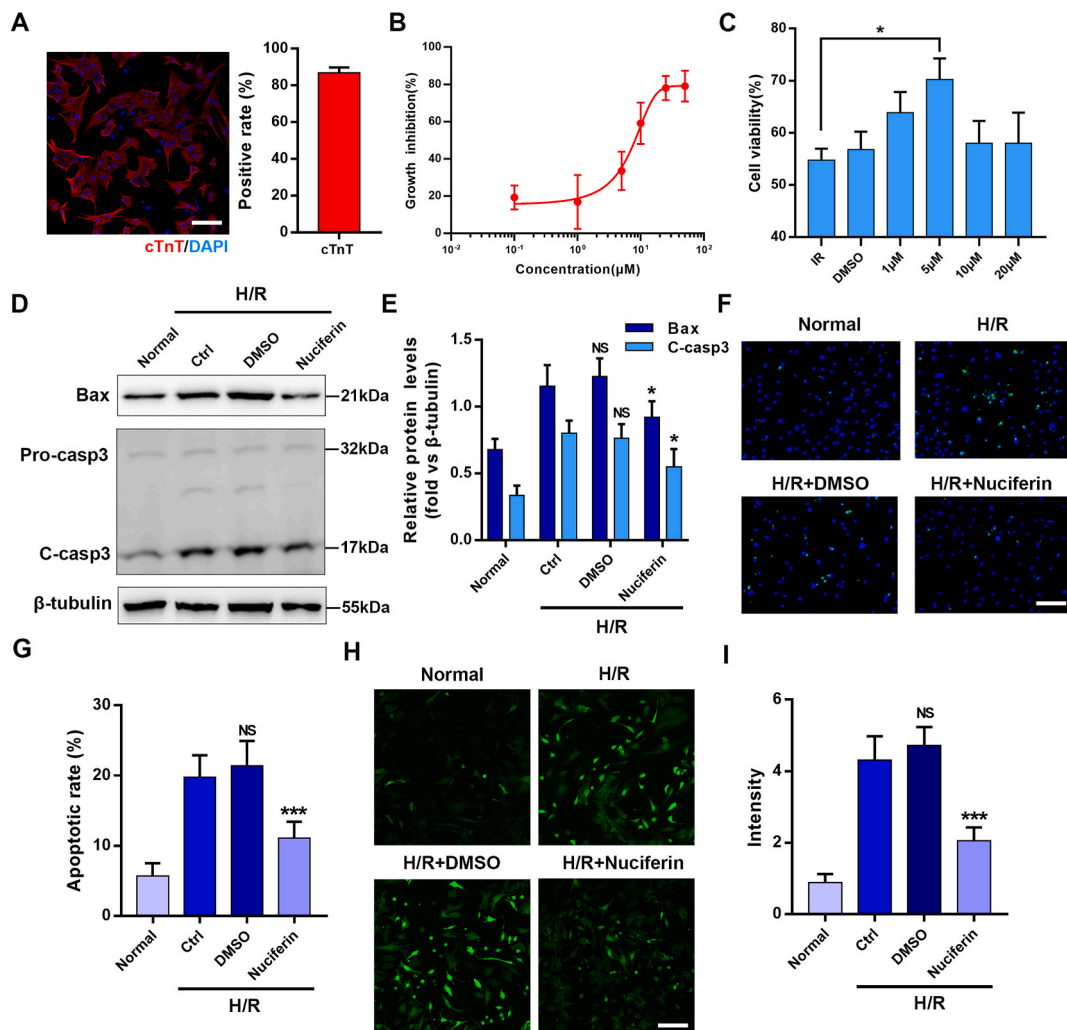 A
cTnT/DAPI
Positive rate (%)
100
80
60
40
20
0
cTnT
B
Growth inhibition(%)
100
80
60
40
20
0
10⁻² 10⁻¹ 10⁰ 10¹ 10²
Concentration(μM)
C
Cell viability(%)
80
70
60
50
40
*
IR DMSO 1μM 5μM 10μM 20μM
D
H/R
Normal Ctrl DMSO Nuciferin
Bax 21kDa
Pro-casp3 32kDa
C-casp3 17kDa
β-tubulin 55kDa
E
Relative protein levels
(fold vs β-tubulin)
1.5
1.0
0.5
0.0
Bax
C-casp3
NS
NS
*
*
Normal Ctrl DMSO Nuciferin
H/R
F
Normal H/R
H/R+DMSO H/R+Nuciferin
G
Apoptotic rate (%)
30
20
10
0
NS
***
Normal Ctrl DMSO Nuciferin
H/R
H
Normal H/R
H/R+DMSO H/R+Nuciferin
I
Intensity
6
4
2
0
NS
***
Normal Ctrl DMSO Nuciferin
H/R